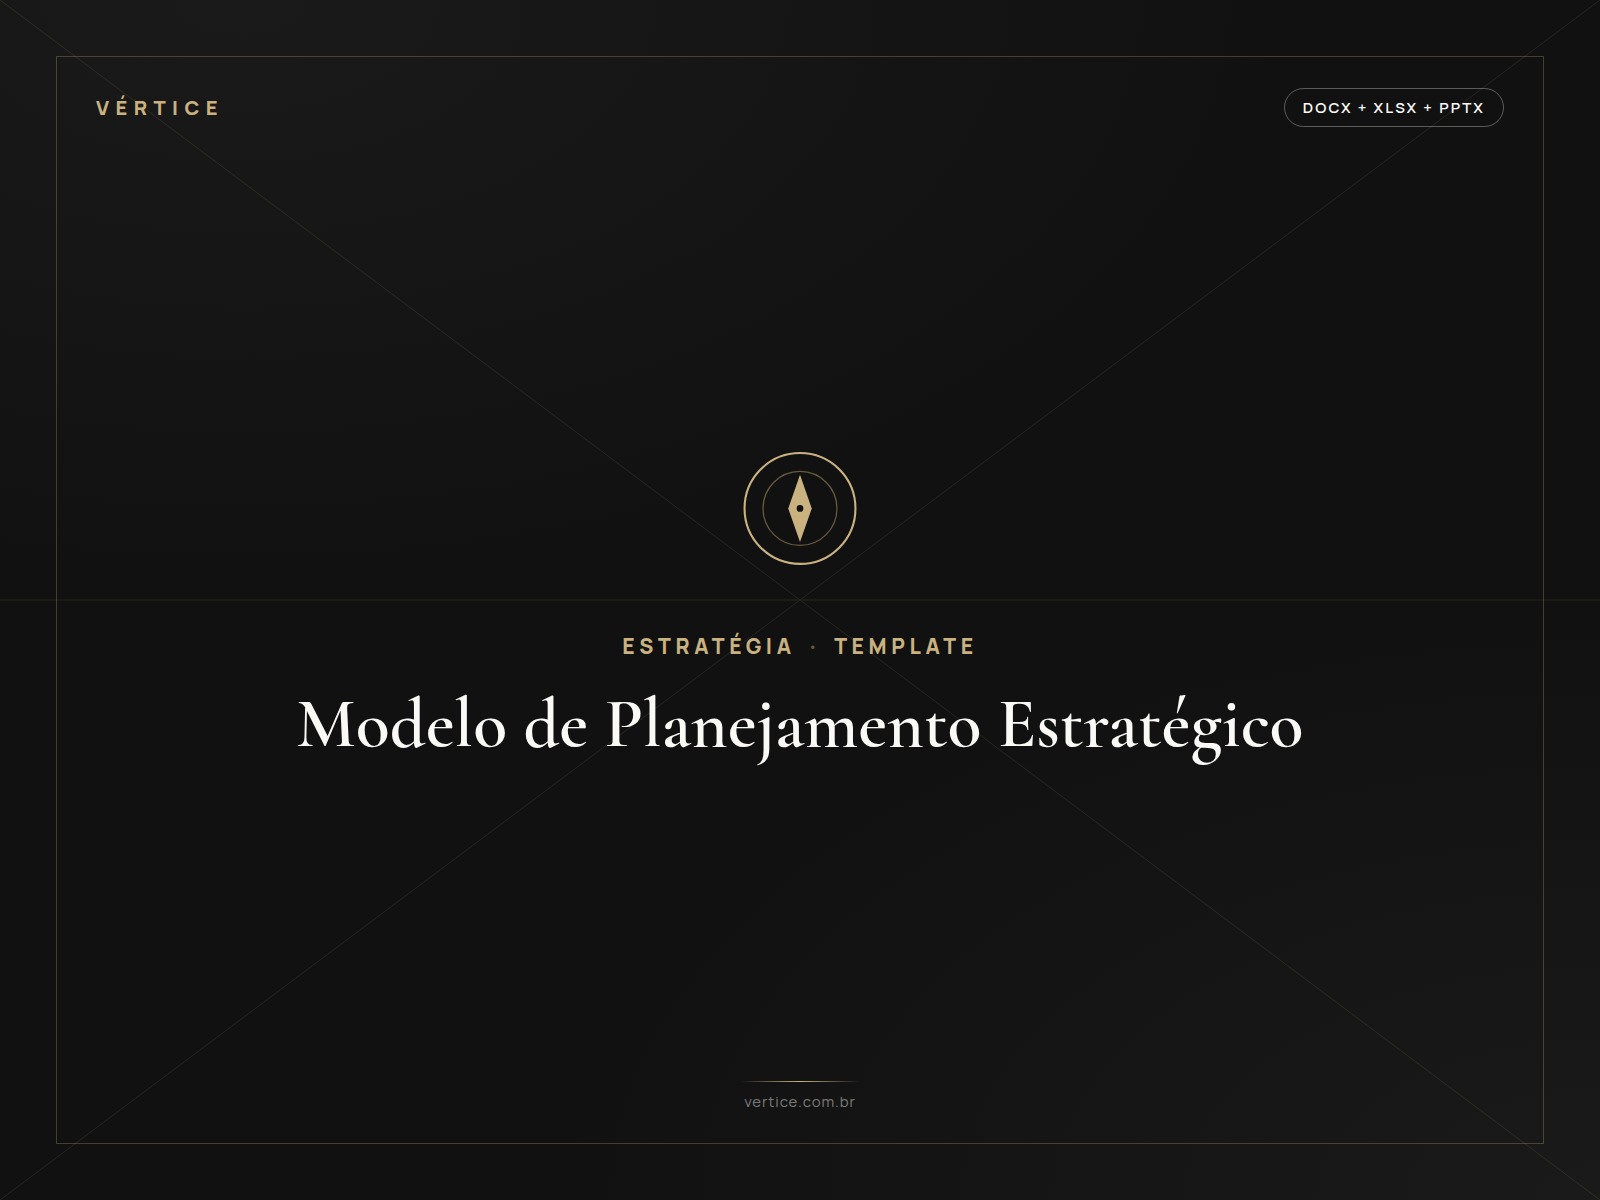 VÉRTICE
DOCX + XLSX + PPTX
ESTRATÉGIA · TEMPLATE
Modelo de Planejamento Estratégico
vertice.com.br